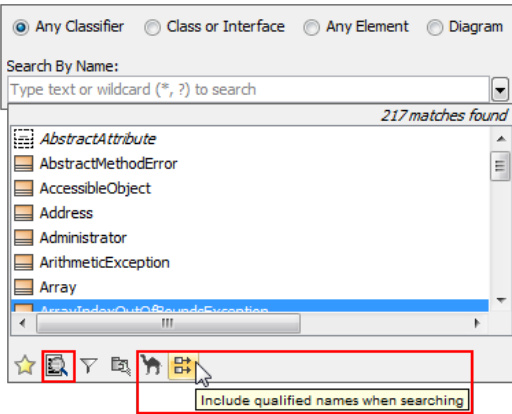 Any Classifier Class or Interface Any Element Diagram
Search By Name:
Type text or wildcard (*, ?) to search
217 matches found
AbstractAttribute
AbstractMethodError
AccessibleObject
Address
Administrator
ArithmeticException
Array
ArrayIndexOutOfBoundsException
Include qualified names when searching